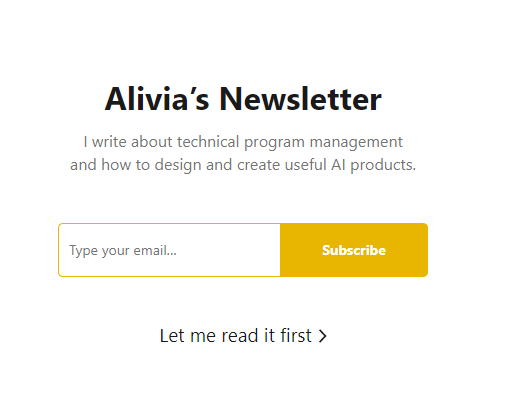 Alivia’s Newsletter
I write about technical program management
and how to design and create useful AI products.
Type your email...
Subscribe
Let me read it first